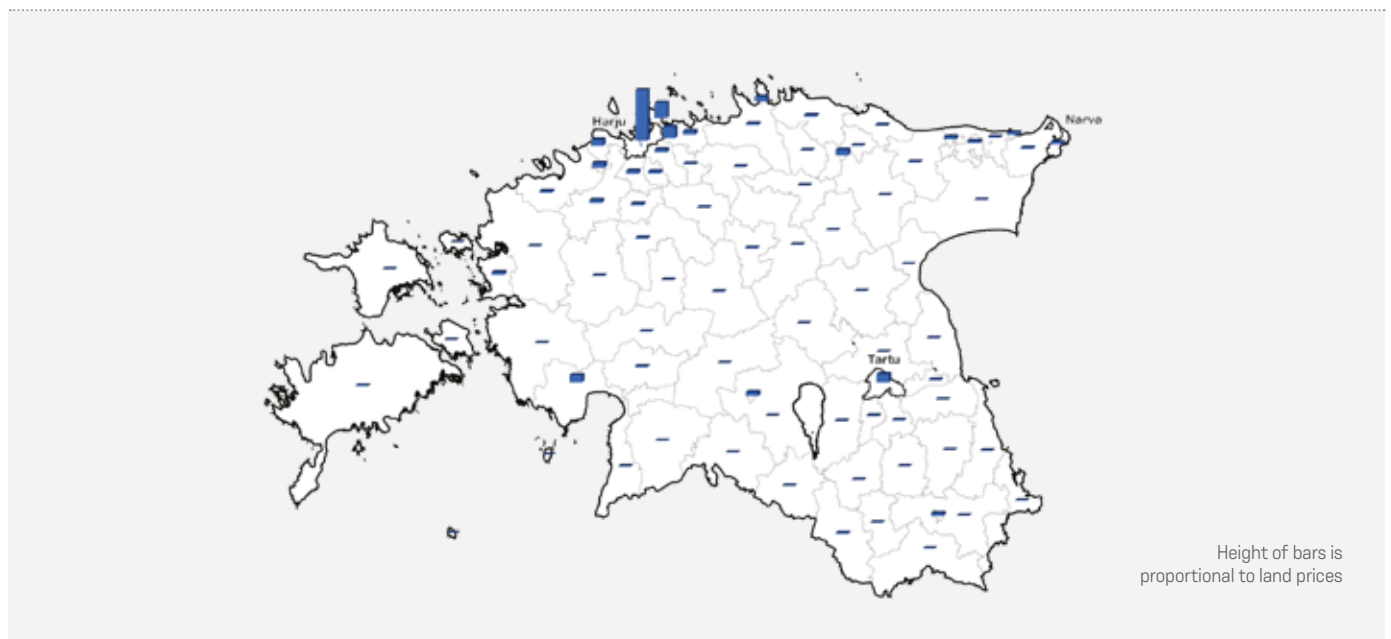 Harju
Narva
Tartu
Height of bars is
proportional to land prices